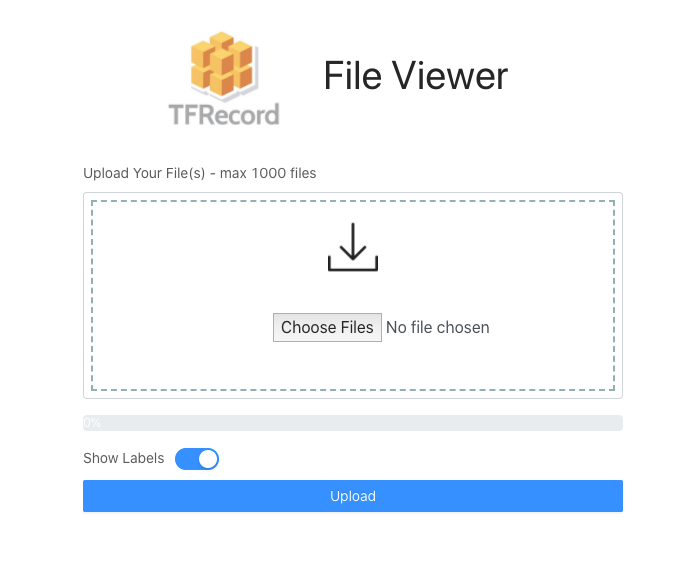 TFRecord
File Viewer
Upload Your File(s) - max 1000 files
Choose Files No file chosen
0%
Show Labels
Upload